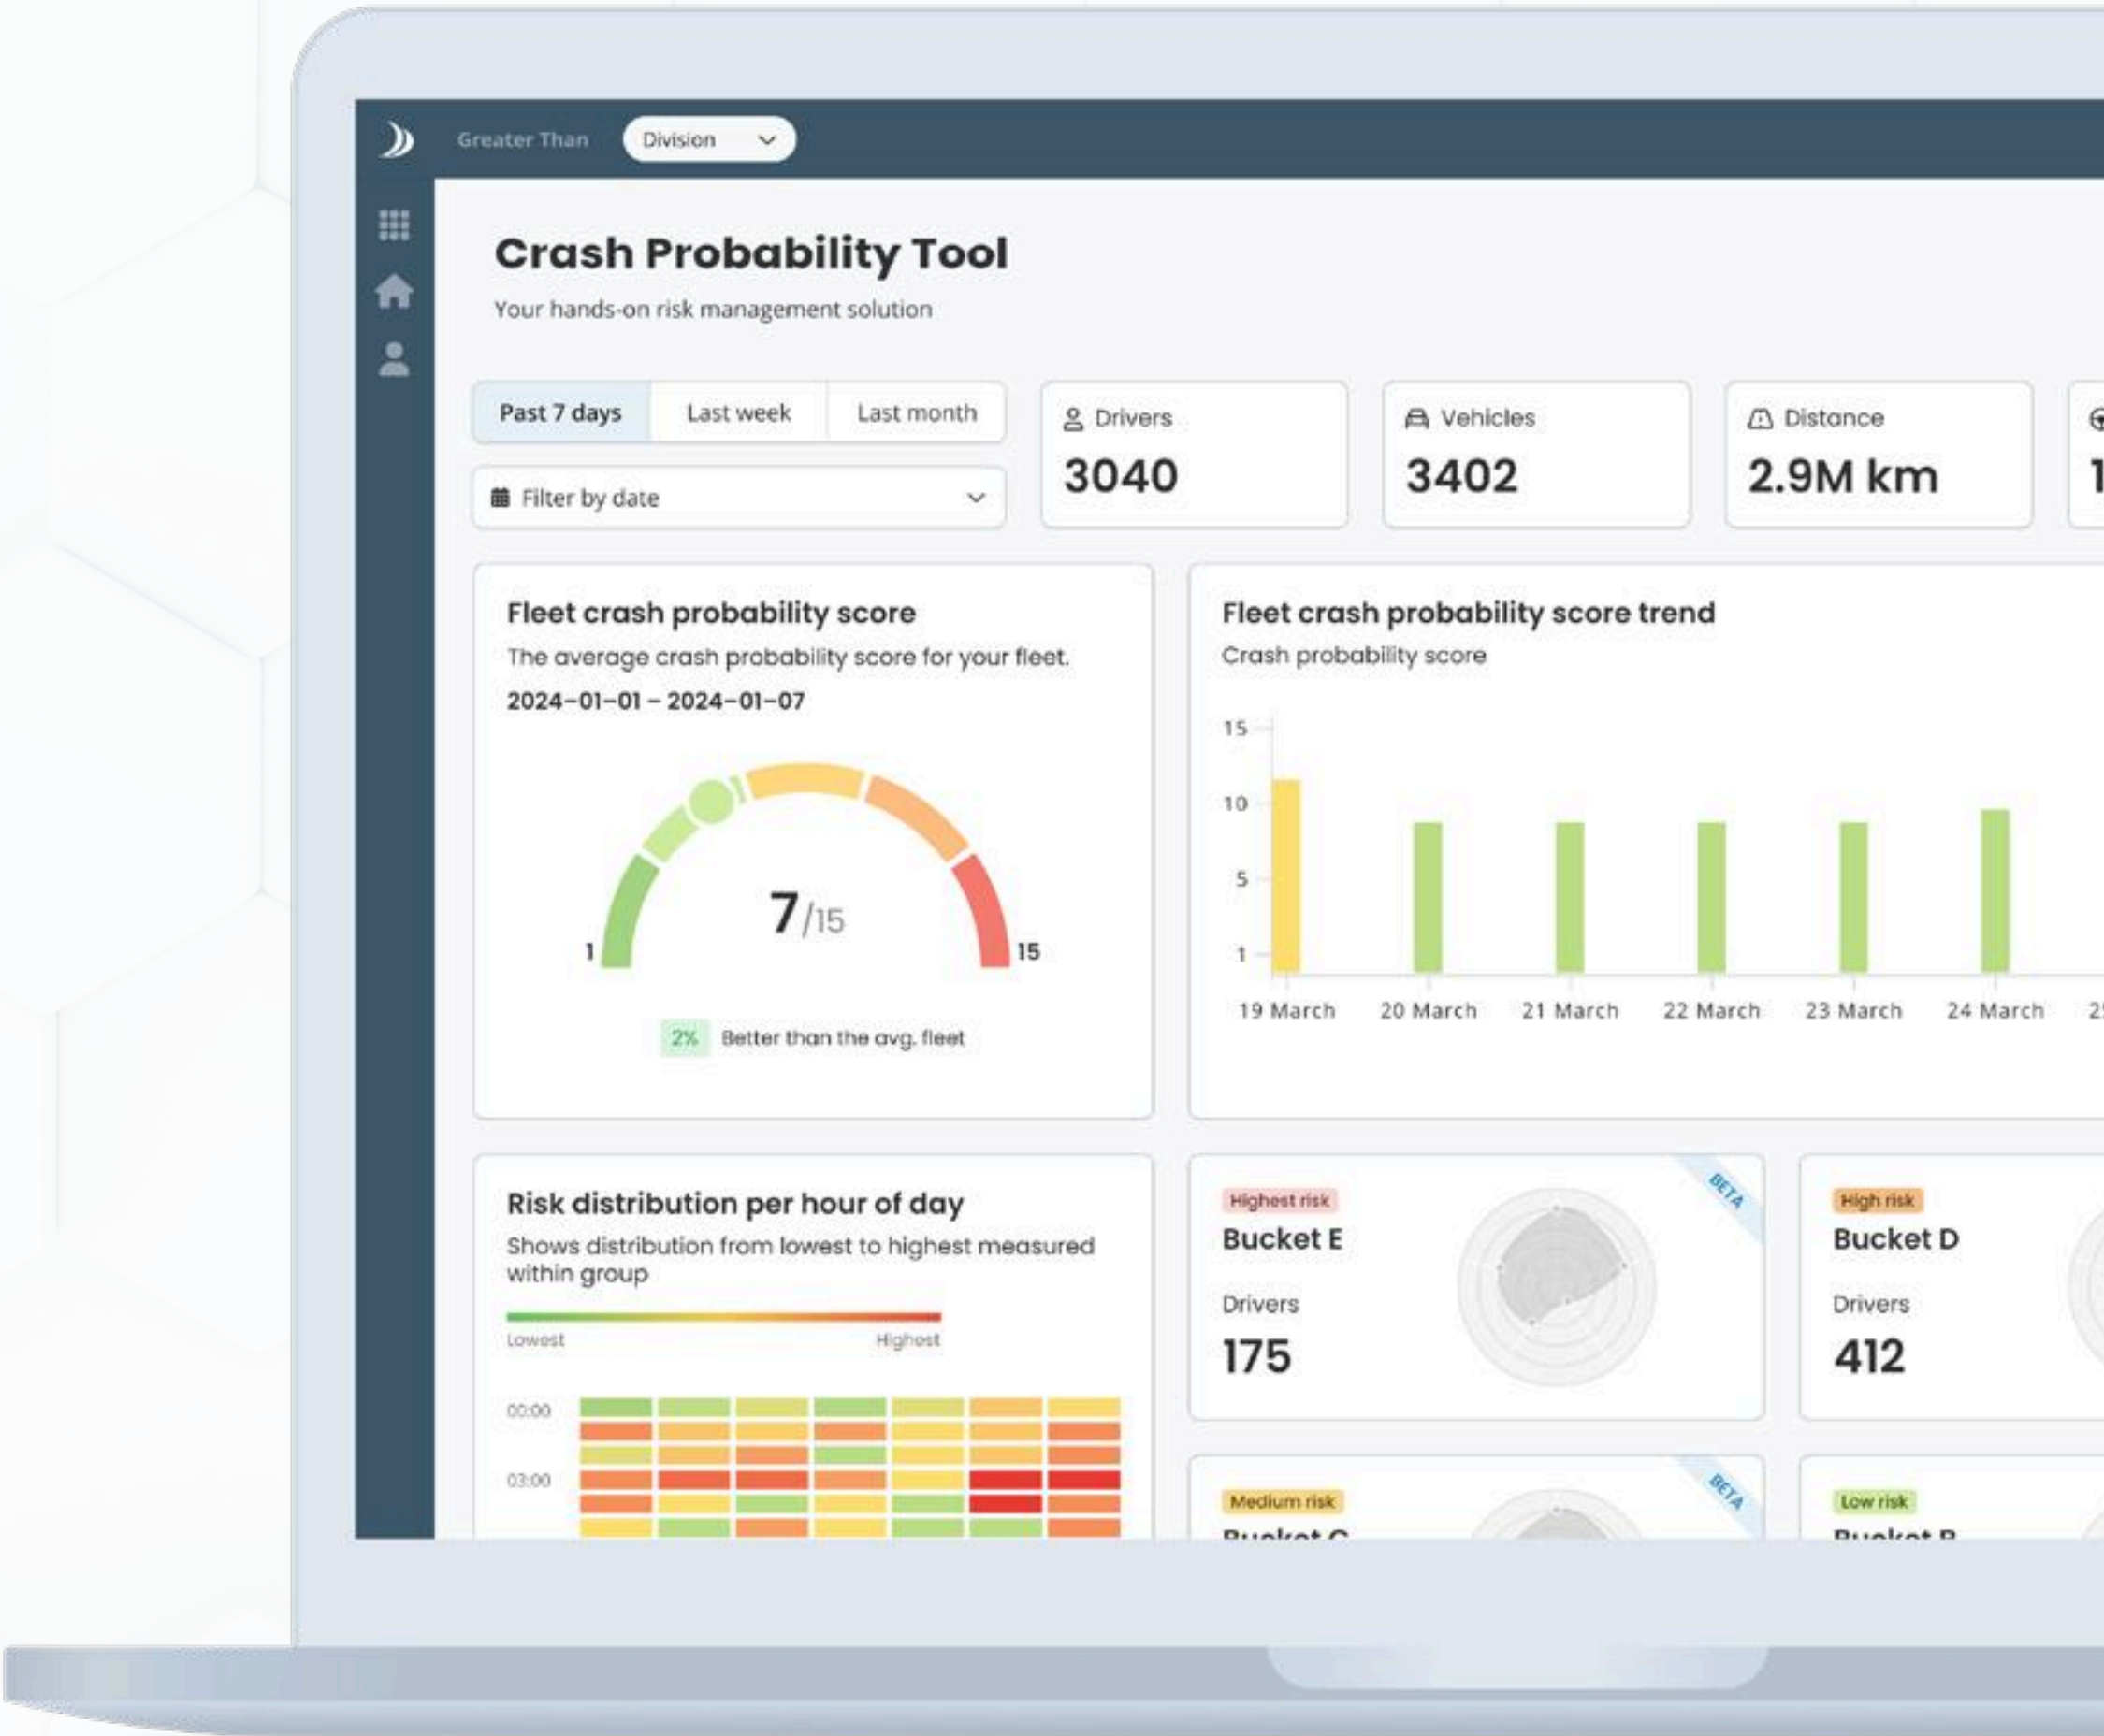 Greater Than
Division
Crash Probability Tool
Your hands-on risk management solution
Past 7 days
Last week
Last month
Filter by date
Drivers
3040
Vehicles
3402
Distance
2.9M km
Fleet crash probability score
The average crash probability score for your fleet.
2024-01-01 – 2024-01-07
7/15
1
15
2% Better than the avg. fleet
Fleet crash probability score trend
Crash probability score
15
10
5
1
19 March
20 March
21 March
22 March
23 March
24 March
Risk distribution per hour of day
Shows distribution from lowest to highest measured
within group
Lowest
Highest
00:00
03:00
Highest risk
Bucket E
Drivers
175
BETA
High risk
Bucket D
Drivers
412
Medium risk
Bucket C
BETA
Low risk
Bucket B